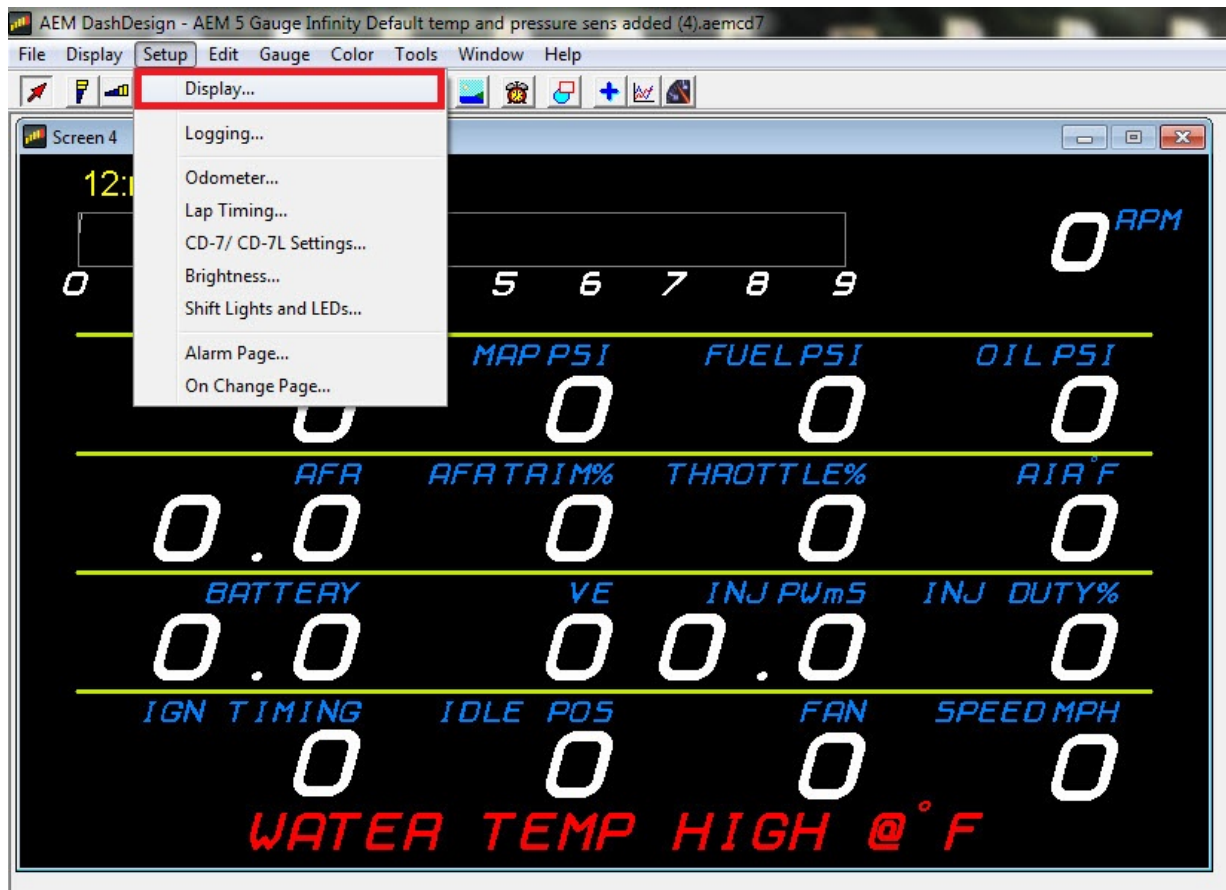 AEM DashDesign - AEM 5 Gauge Infinity Default temp and pressure sens added (4).aemcd7
File Display Setup Edit Gauge Color Tools Window Help
Display...
Logging...
Odometer...
Lap Timing...
CD-7/ CD-7L Settings...
Brightness...
Shift Lights and LEDs...
Alarm Page...
On Change Page...
Screen 4
12:
0 RPM
0 5 6 7 8 9
MAP PSI FUEL PSI OIL PSI
0 0 0 0
AFR AFR TRIM% THROTTLE% AIR°F
0.0 0 0 0
BATTERY VE INJ PWmS INJ DUTY%
0.0 0 0.0 0
IGN TIMING IDLE POS FAN SPEED MPH
0 0 0 0
WATER TEMP HIGH @°F